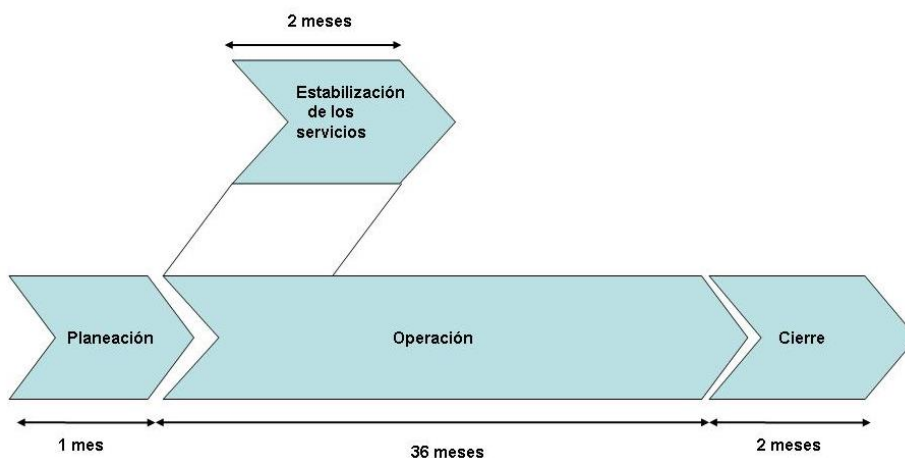 2 meses
Estabilización
de los
servicios
Planeación
Operación
Cierre
1 mes
36 meses
2 meses